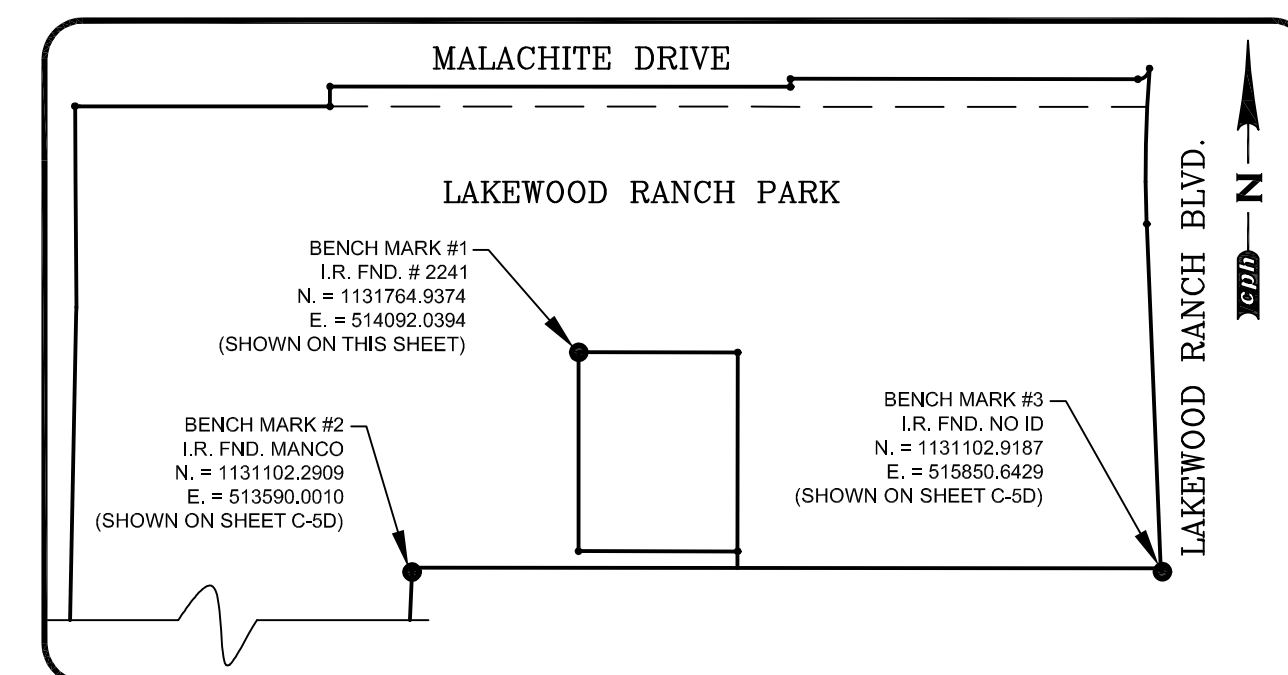 MALACHITE DRIVE
LAKEWOOD RANCH PARK
BENCH MARK #1
I.R. FND. # 2241
N. = 1131764.9374
E. = 514092.0394
(SHOWN ON THIS SHEET)
BENCH MARK #2
I.R. FND. MANCO
N. = 1131102.2909
E. = 513590.0010
(SHOWN ON SHEET C-5D)
BENCH MARK #3
I.R. FND. NO ID
N. = 1131102.9187
E. = 515850.6429
(SHOWN ON SHEET C-5D)
LAKEWOOD RANCH BLVD.
N
cph